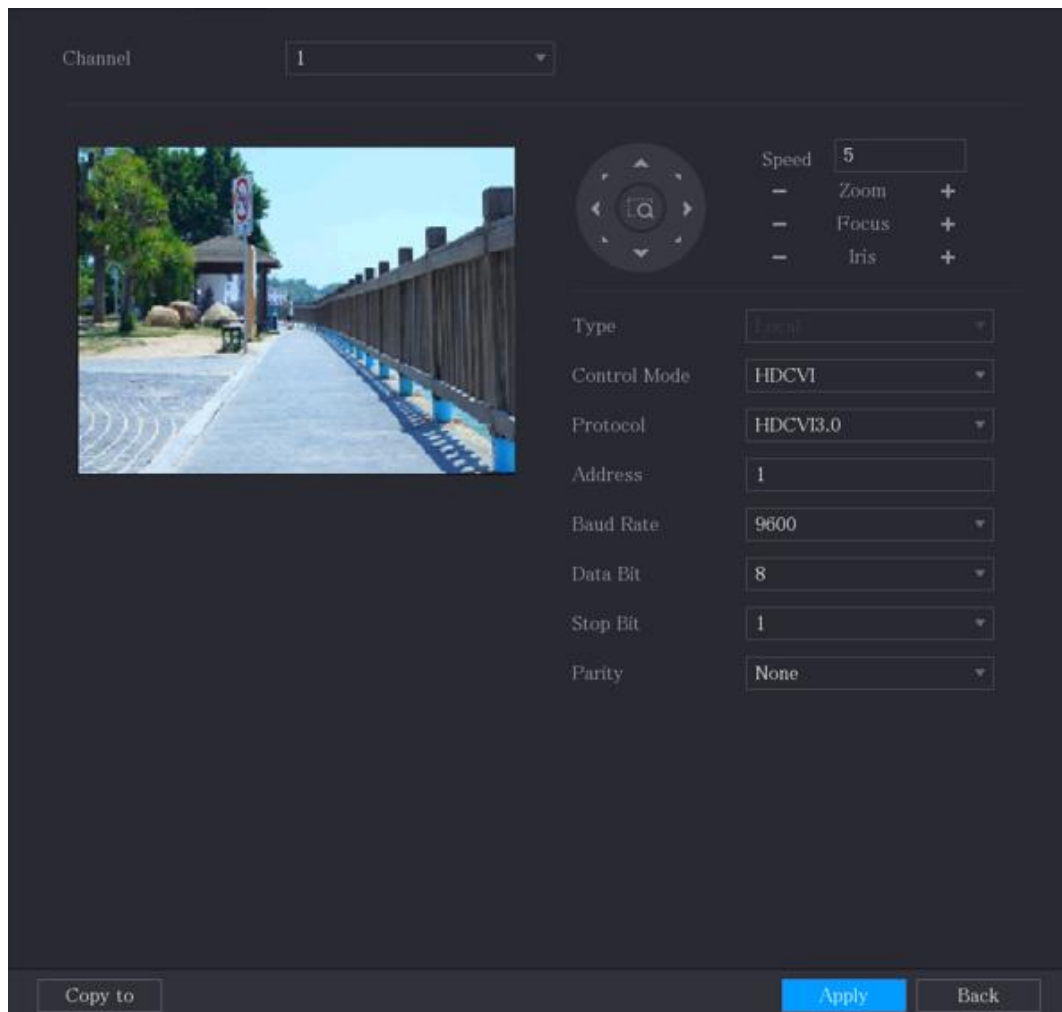 Channel 1
Speed 5
Zoom
Focus
Iris
Type Local
Control Mode HDCVI
Protocol HDCVI3.0
Address 1
Baud Rate 9600
Data Bit 8
Stop Bit 1
Parity None
Copy to Apply Back